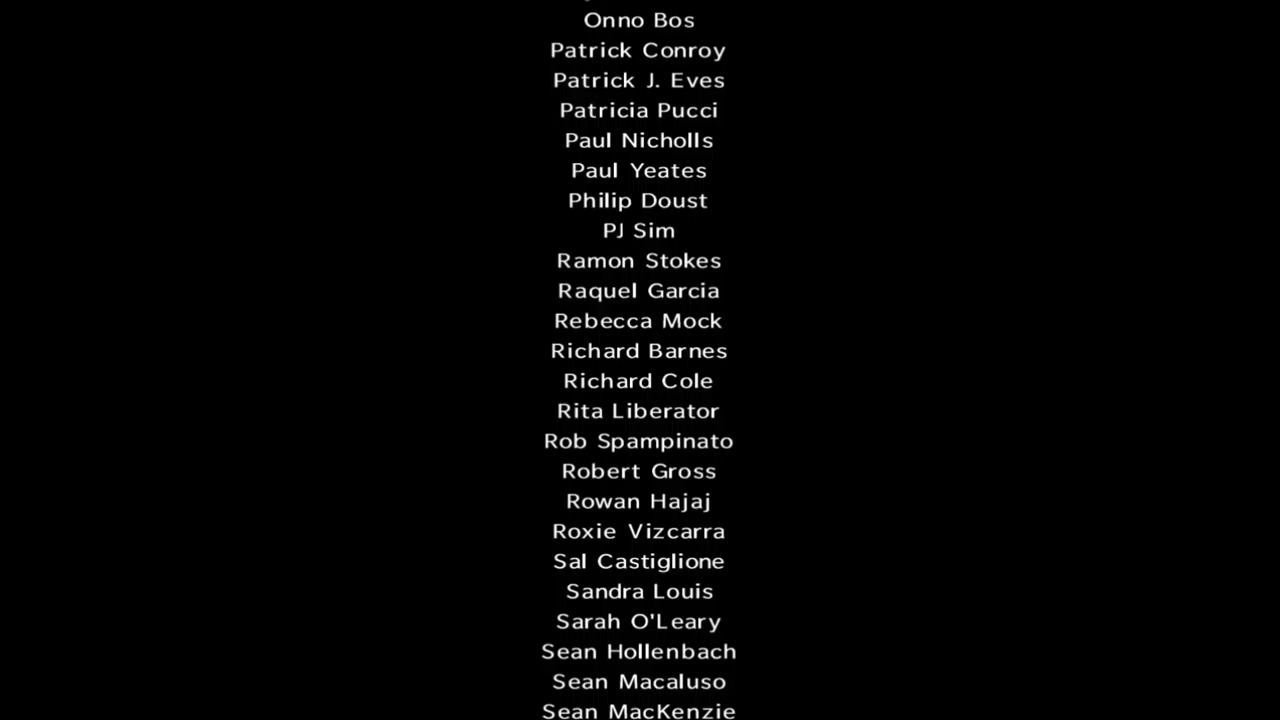 Onno Bos
Patrick Conroy
Patrick J. Eves
Patricia Pucci
Paul Nicholls
Paul Yeates
Philip Doust
PJ Sim
Ramon Stokes
Raquel Garcia
Rebecca Mock
Richard Barnes
Richard Cole
Rita Liberator
Rob Spampinato
Robert Gross
Rowan Hajaj
Roxie Vizcarra
Sal Castiglione
Sandra Louis
Sarah O'Leary
Sean Hollenbach
Sean Macaluso
Sean MacKenzie